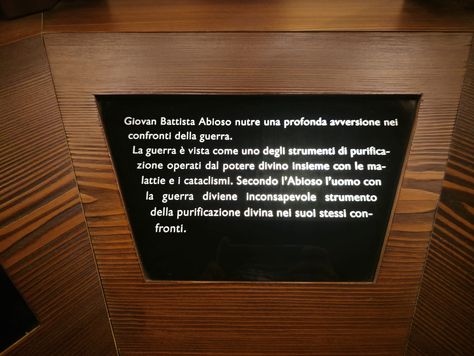 Giovan Battista Abioso nutre una profonda avversione nei
confronti della guerra.
La guerra è vista come uno degli strumenti di purifica-
zione operati dal potere divino insieme con le ma-
lattie e i cataclismi. Secondo l'Abioso l'uomo con
la guerra diviene inconsapevole strumento
della purificazione divina nei suoi stessi con-
fronti.